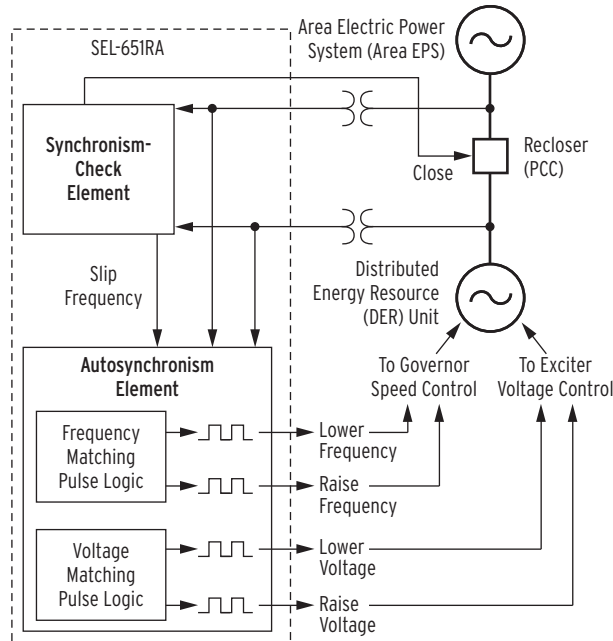 Area Electric Power
System (Area EPS)
SEL-651RA
Synchronism-
Check
Element
Close
Recloser
(PCC)
Slip
Frequency
Distributed
Energy Resource
(DER) Unit
Autosynchronism
Element
To Governor
Speed Control
To Exciter
Voltage Control
Frequency
Matching
Pulse Logic
Lower
Frequency
Raise
Frequency
Voltage
Matching
Pulse Logic
Lower
Voltage
Raise
Voltage